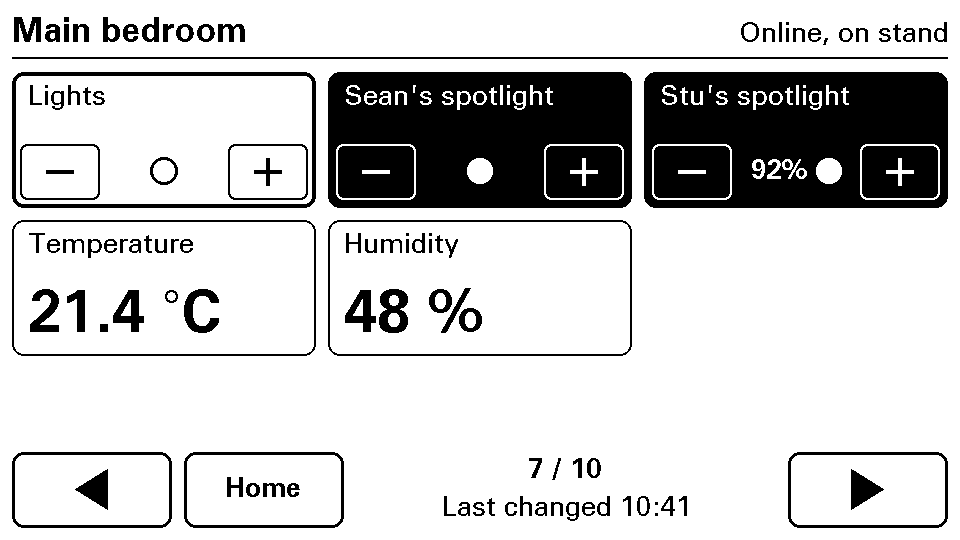 Main bedroom
Online, on stand
Lights
Sean's spotlight
Stu's spotlight
− +
− +
− 92% +
Temperature
Humidity
21.4 °C
48 %
Home
7 / 10
Last changed 10:41